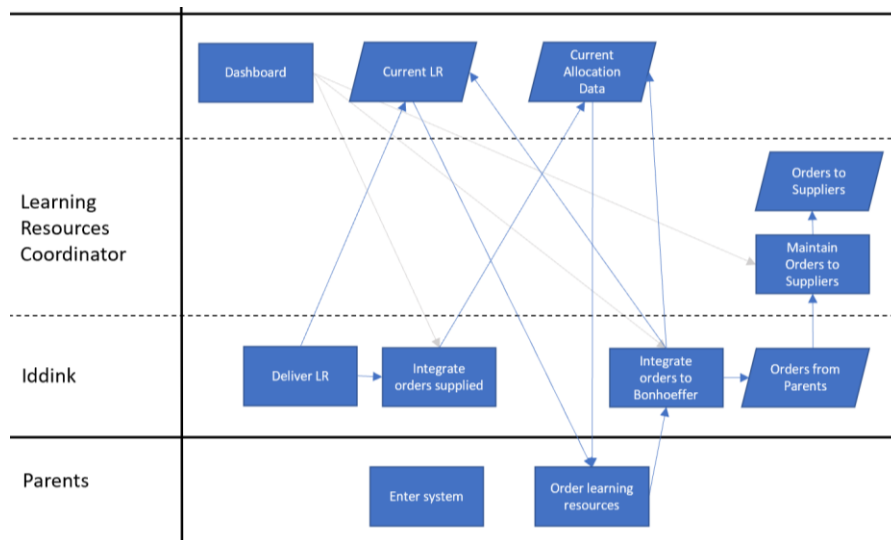 Dashboard
Current LR
Current
Allocation
Data
Learning
Resources
Coordinator
Orders to
Suppliers
Maintain
Orders to
Suppliers
Iddink
Deliver LR
Integrate
orders supplied
Integrate
orders to
Bonhoeffer
Orders from
Parents
Parents
Enter system
Order learning
resources